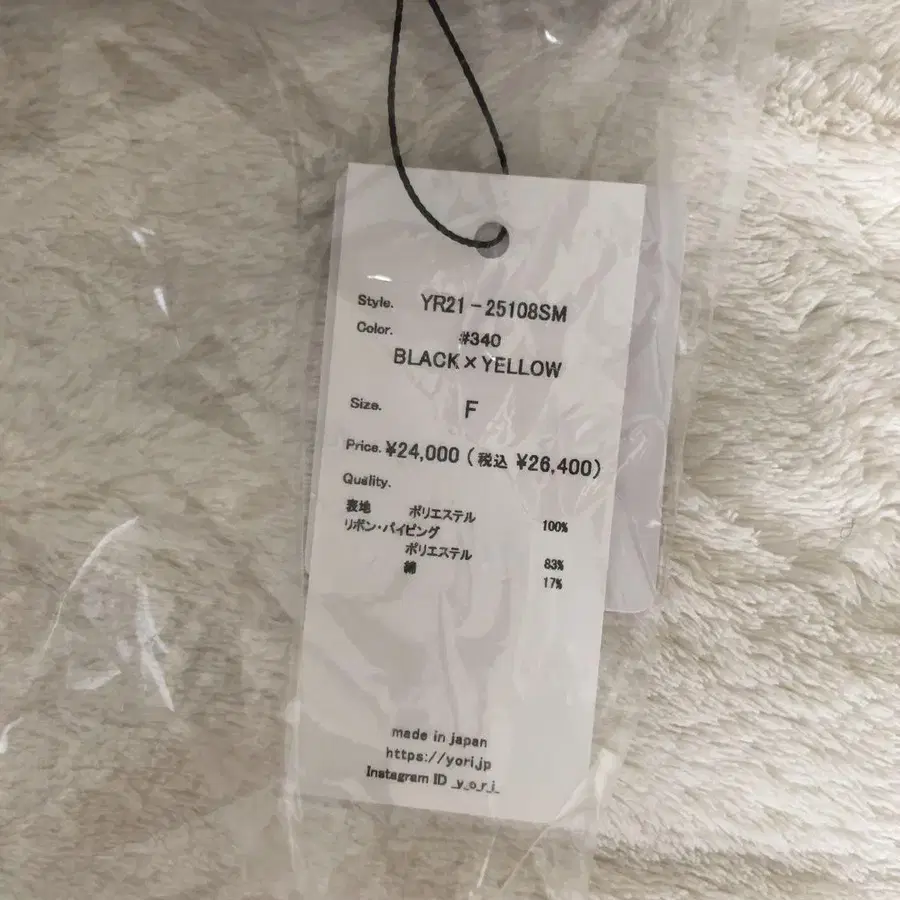 Style. YR21-25108SM
Color. #340
BLACK×YELLOW
Size. F
Price. ¥24,000 (税込 ¥26,400)
Quality.
表地 ポリエステル 100%
リボン・パイピング
ポリエステル 83%
綿 17%
made in japan
https://yori.jp
Instagram ID _y_o_r_i_